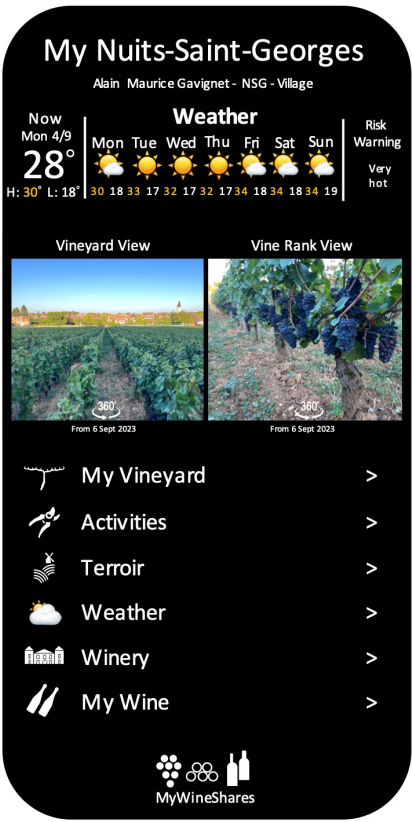 My Nuits-Saint-Georges
Alain Maurice Gavignet - NSG - Village
Now
Mon 4/9
28°
H: 30° L: 18°
Weather
Mon Tue Wed Thu Fri Sat Sun
30 18 33 17 32 17 32 17 34 18 34 18 34 19
Risk
Warning
Very
hot
Vineyard View
Vine Rank View
360°
360°
From 6 Sept 2023
From 6 Sept 2023
My Vineyard >
Activities >
Terroir >
Weather >
Winery >
My Wine >
MyWineShares